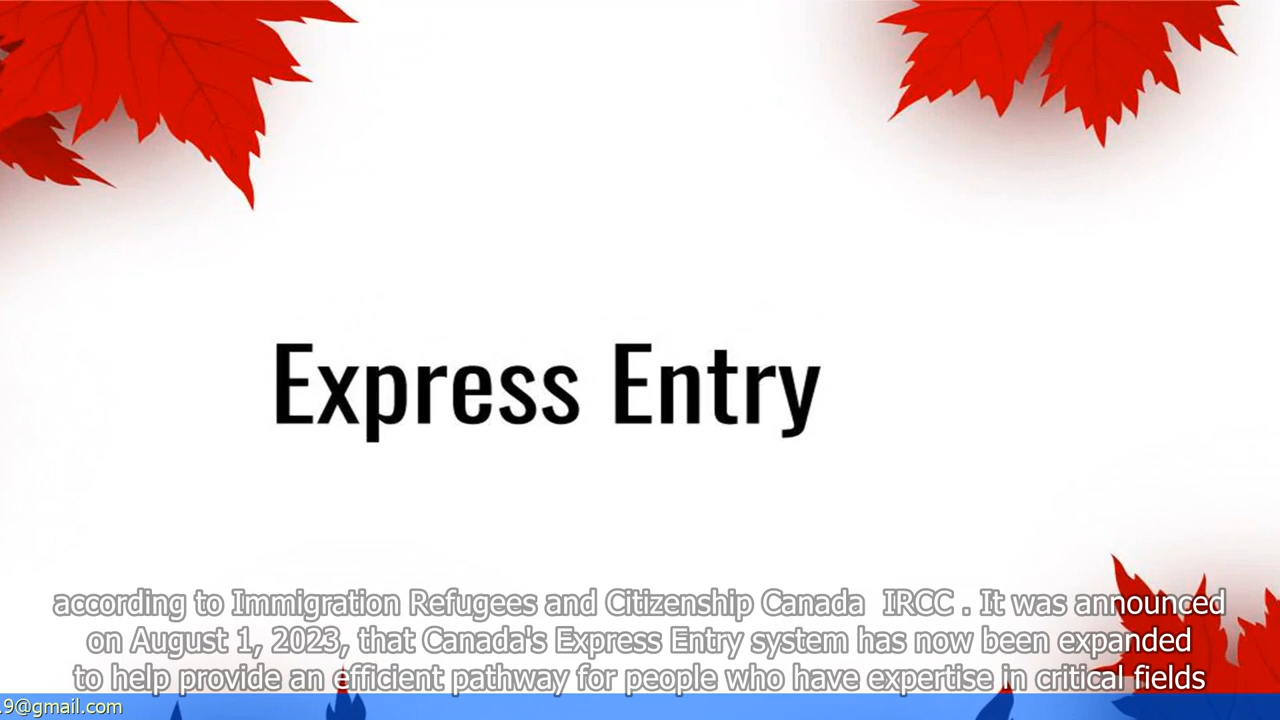 Express Entry
according to Immigration Refugees and Citizenship Canada  IRCC . It was announced
on August 1, 2023, that Canada's Express Entry system has now been expanded
to help provide an efficient pathway for people who have expertise in critical fields
.9@gmail.com